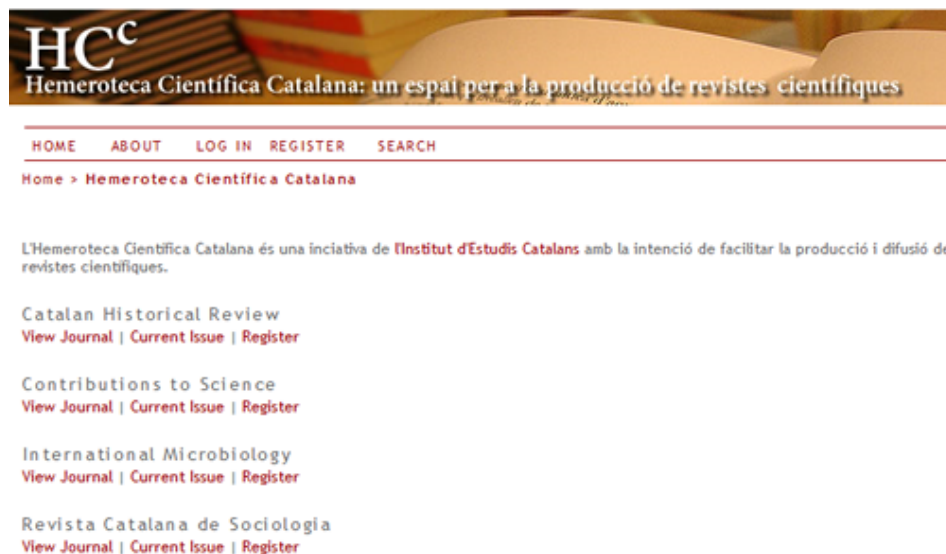 HCc
Hemeroteca Científica Catalana: un espai per a la producció de revistes científiques
HOME ABOUT LOG IN REGISTER SEARCH
Home > Hemeroteca Científica Catalana
L'Hemeroteca Científica Catalana és una inciativa de l'Institut d'Estudis Catalans amb la intenció de facilitar la producció i difusió de
revistes científiques.
Catalan Historical Review
View Journal | Current Issue | Register
Contributions to Science
View Journal | Current Issue | Register
International Microbiology
View Journal | Current Issue | Register
Revista Catalana de Sociologia
View Journal | Current Issue | Register